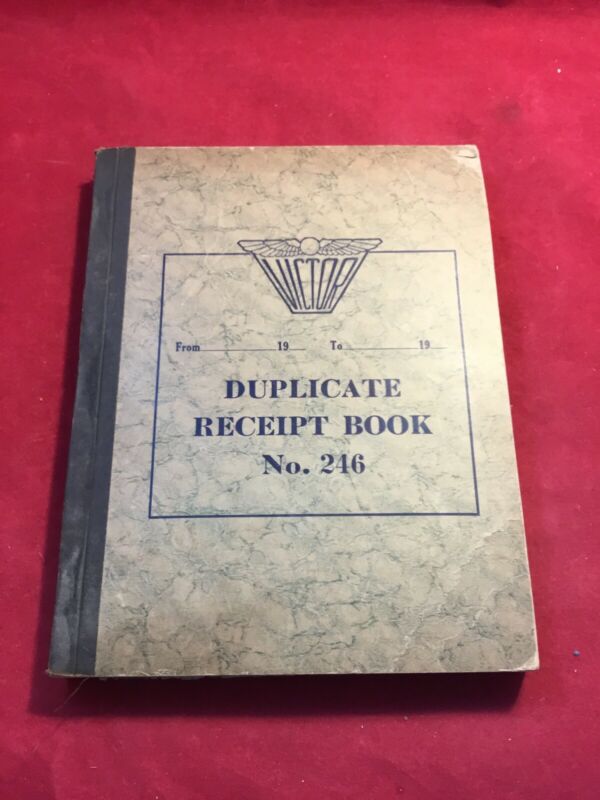 VICTOR
From 19 To 19
DUPLICATE
RECEIPT BOOK
No. 246